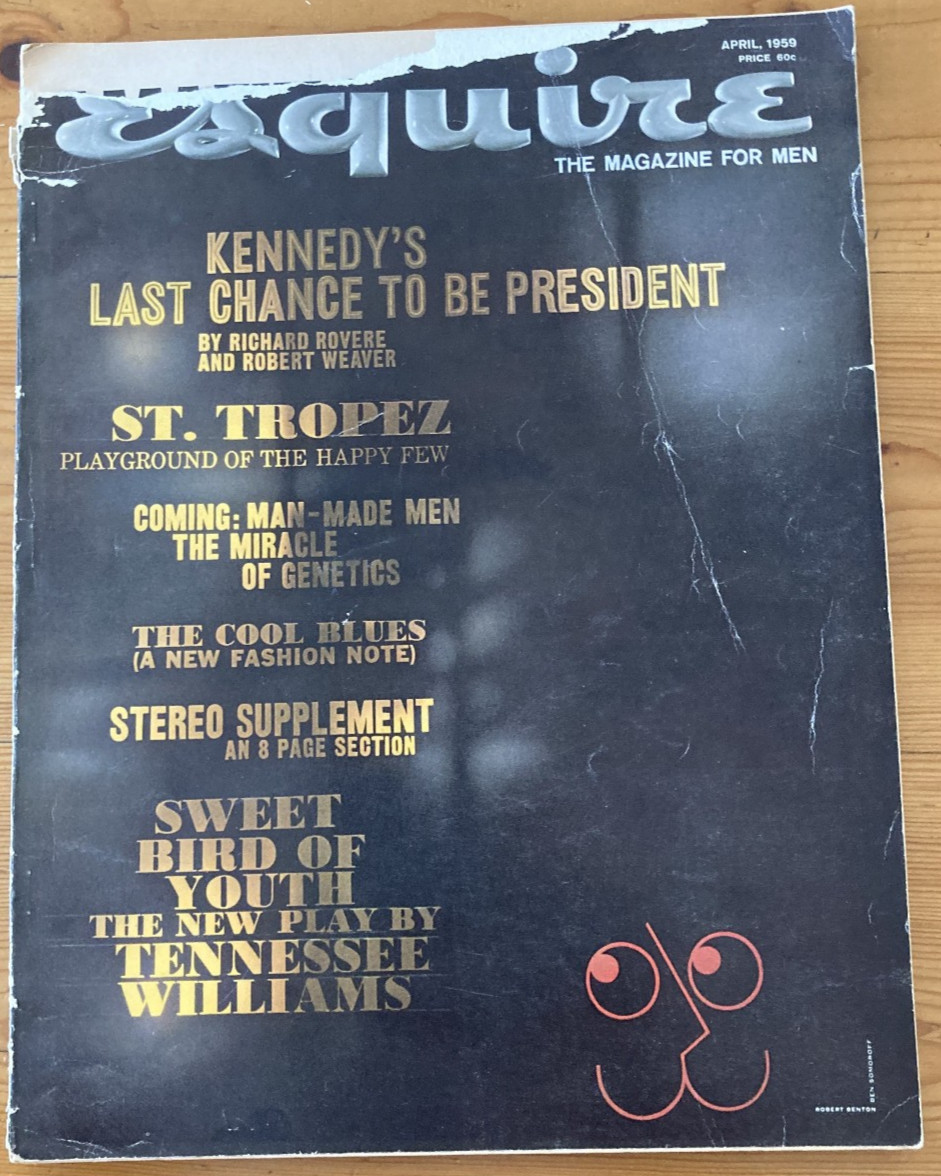 APRIL, 1959
PRICE 60c
Esquire
THE MAGAZINE FOR MEN
KENNEDY'S
LAST CHANCE TO BE PRESIDENT
BY RICHARD ROVERE
AND ROBERT WEAVER
ST. TROPEZ
PLAYGROUND OF THE HAPPY FEW
COMING: MAN-MADE MEN
THE MIRACLE
OF GENETICS
THE COOL BLUES
(A NEW FASHION NOTE)
STEREO SUPPLEMENT
AN 8 PAGE SECTION
SWEET
BIRD OF
YOUTH
THE NEW PLAY BY
TENNESSEE
WILLIAMS
BEN SOMOROFF
ROBERT BENTON